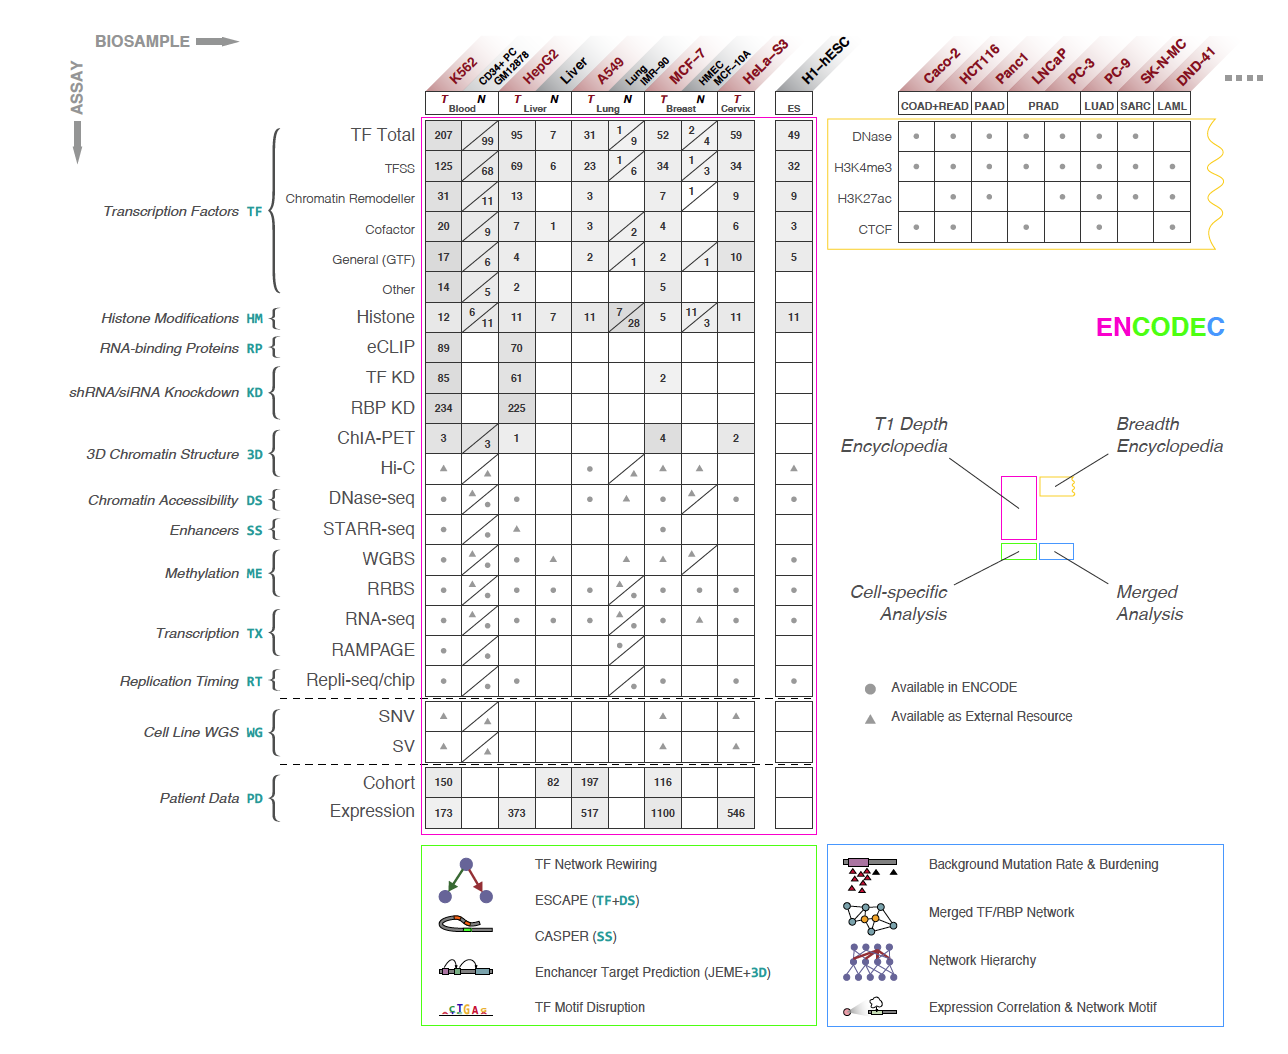 BIOSAMPLE
ASSAY
K562
CD34+ PC
GM12878
HepG2
Liver
A549
Lung
IMR-90
MCF-7
HMEC
MCF-10A
HeLa-S3
H1-hESC
T N T N T N T N T
Blood Liver Lung Breast Cervix ES
TF Total 207 99 95 7 31 1 9 52 2 4 59 49
TFSS 125 68 69 6 23 1 6 34 1 3 34 32
Chromatin Remodeller 31 11 13 3 7 1 9 9
Transcription Factors TF
Cofactor 20 9 7 1 3 2 4 6 3
General (GTF) 17 6 4 2 1 2 1 10 5
Other 14 5 2 5
Histone Modifications HM Histone 12 6 11 11 7 11 7 28 5 11 3 11 11
RNA-binding Proteins RP eCLIP 89 70
TF KD 85 61 2
shRNA/siRNA Knockdown KD
RBP KD 234 225
ChIA-PET 3 3 1 4 2
3D Chromatin Structure 3D
Hi-C
Chromatin Accessibility DS DNase-seq
Enhancers SS STARR-seq
WGBS
Methylation ME
RRBS
RNA-seq
Transcription TX
RAMPAGE
Replication Timing RT Repli-seq/chip
SNV
Cell Line WGS WG
SV
Cohort 150 82 197 116
Patient Data PD
Expression 173 373 517 1100 546
Caco-2
HCT116
Panc1
LNCaP
PC-3
PC-9
SK-N-MC
DND-41
COAD+READ PAAD PRAD LUAD SARC LAML
DNase
H3K4me3
H3K27ac
CTCF
ENCODEC
T1 Depth
Encyclopedia
Breadth
Encyclopedia
Cell-specific
Analysis
Merged
Analysis
Available in ENCODE
Available as External Resource
TF Network Rewiring
ESCAPE (TF+DS)
CASPER (SS)
Enchancer Target Prediction (JEME+3D)
CTGAG
TF Motif Disruption
Background Mutation Rate & Burdening
Merged TF/RBP Network
Network Hierarchy
Expression Correlation & Network Motif